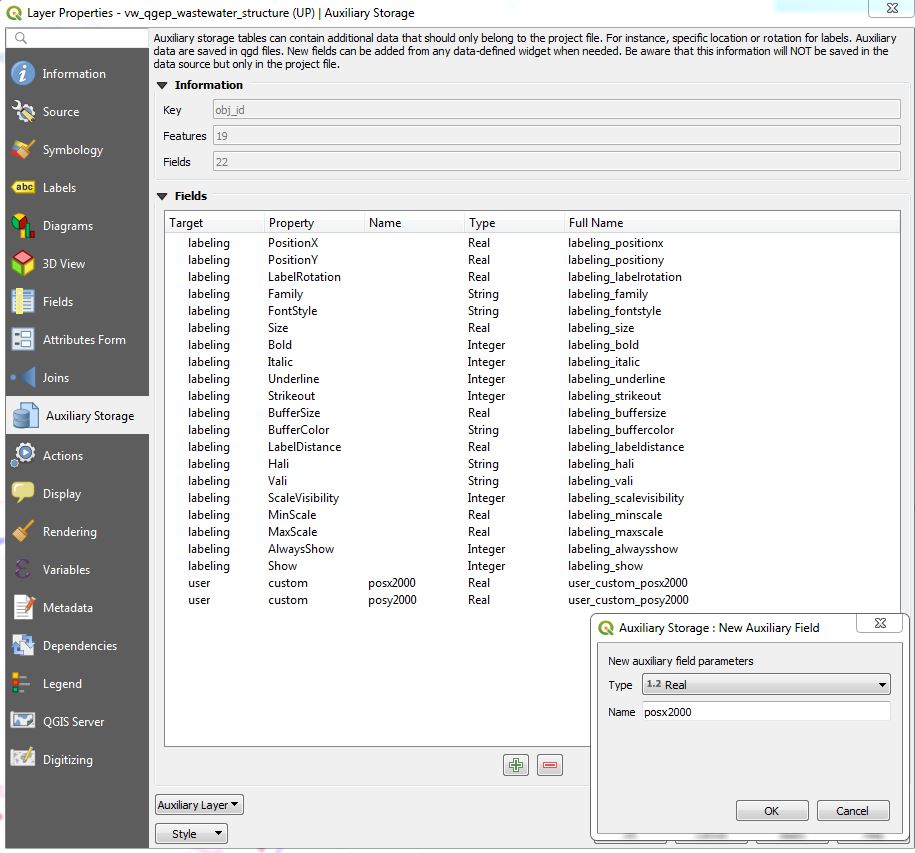 Layer Properties - vw_qgep_wastewater_structure (UP) | Auxiliary Storage
Information
Source
Symbology
abc Labels
Diagrams
3D View
Fields
Attributes Form
Joins
Auxiliary Storage
Actions
Display
Rendering
Variables
Metadata
Dependencies
Legend
QGIS Server
Digitizing
Auxiliary storage tables can contain additional data that should only belong to the project file. For instance, specific location or rotation for labels. Auxiliary
data are saved in qgd files. New fields can be added from any data-defined widget when needed. Be aware that this information will NOT be saved in the
data source but only in the project file.
Information
Key obj_id
Features 19
Fields 22
Fields
Target Property Name Type Full Name
labeling PositionX Real labeling_positionx
labeling PositionY Real labeling_positiony
labeling LabelRotation Real labeling_labelrotation
labeling Family String labeling_family
labeling FontStyle String labeling_fontstyle
labeling Size Real labeling_size
labeling Bold Integer labeling_bold
labeling Italic Integer labeling_italic
labeling Underline Integer labeling_underline
labeling Strikeout Integer labeling_strikeout
labeling BufferSize Real labeling_buffersize
labeling BufferColor String labeling_buffercolor
labeling LabelDistance Real labeling_labeldistance
labeling Hali String labeling_hali
labeling Vali String labeling_vali
labeling ScaleVisibility Integer labeling_scalevisibility
labeling MinScale Real labeling_minscale
labeling MaxScale Real labeling_maxscale
labeling AlwaysShow Integer labeling_alwaysshow
labeling Show Integer labeling_show
user custom posx2000 Real user_custom_posx2000
user custom posy2000 Real user_custom_posy2000
Auxiliary Layer
Style
Auxiliary Storage : New Auxiliary Field
New auxiliary field parameters
Type 1.2 Real
Name posx2000
OK Cancel